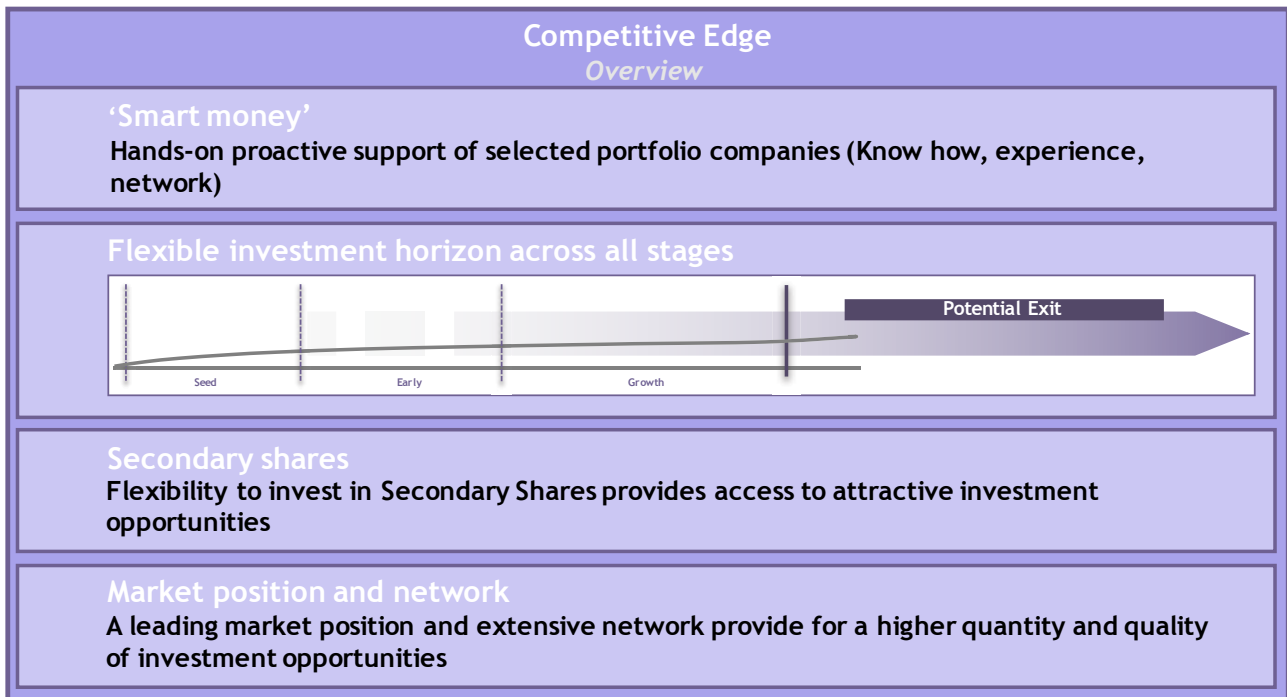 Competitive Edge
Overview
‘Smart money’
Hands-on proactive support of selected portfolio companies (Know how, experience,
network)
Flexible investment horizon across all stages
Potential Exit
Seed
Early
Growth
Secondary shares
Flexibility to invest in Secondary Shares provides access to attractive investment
opportunities
Market position and network
A leading market position and extensive network provide for a higher quantity and quality
of investment opportunities